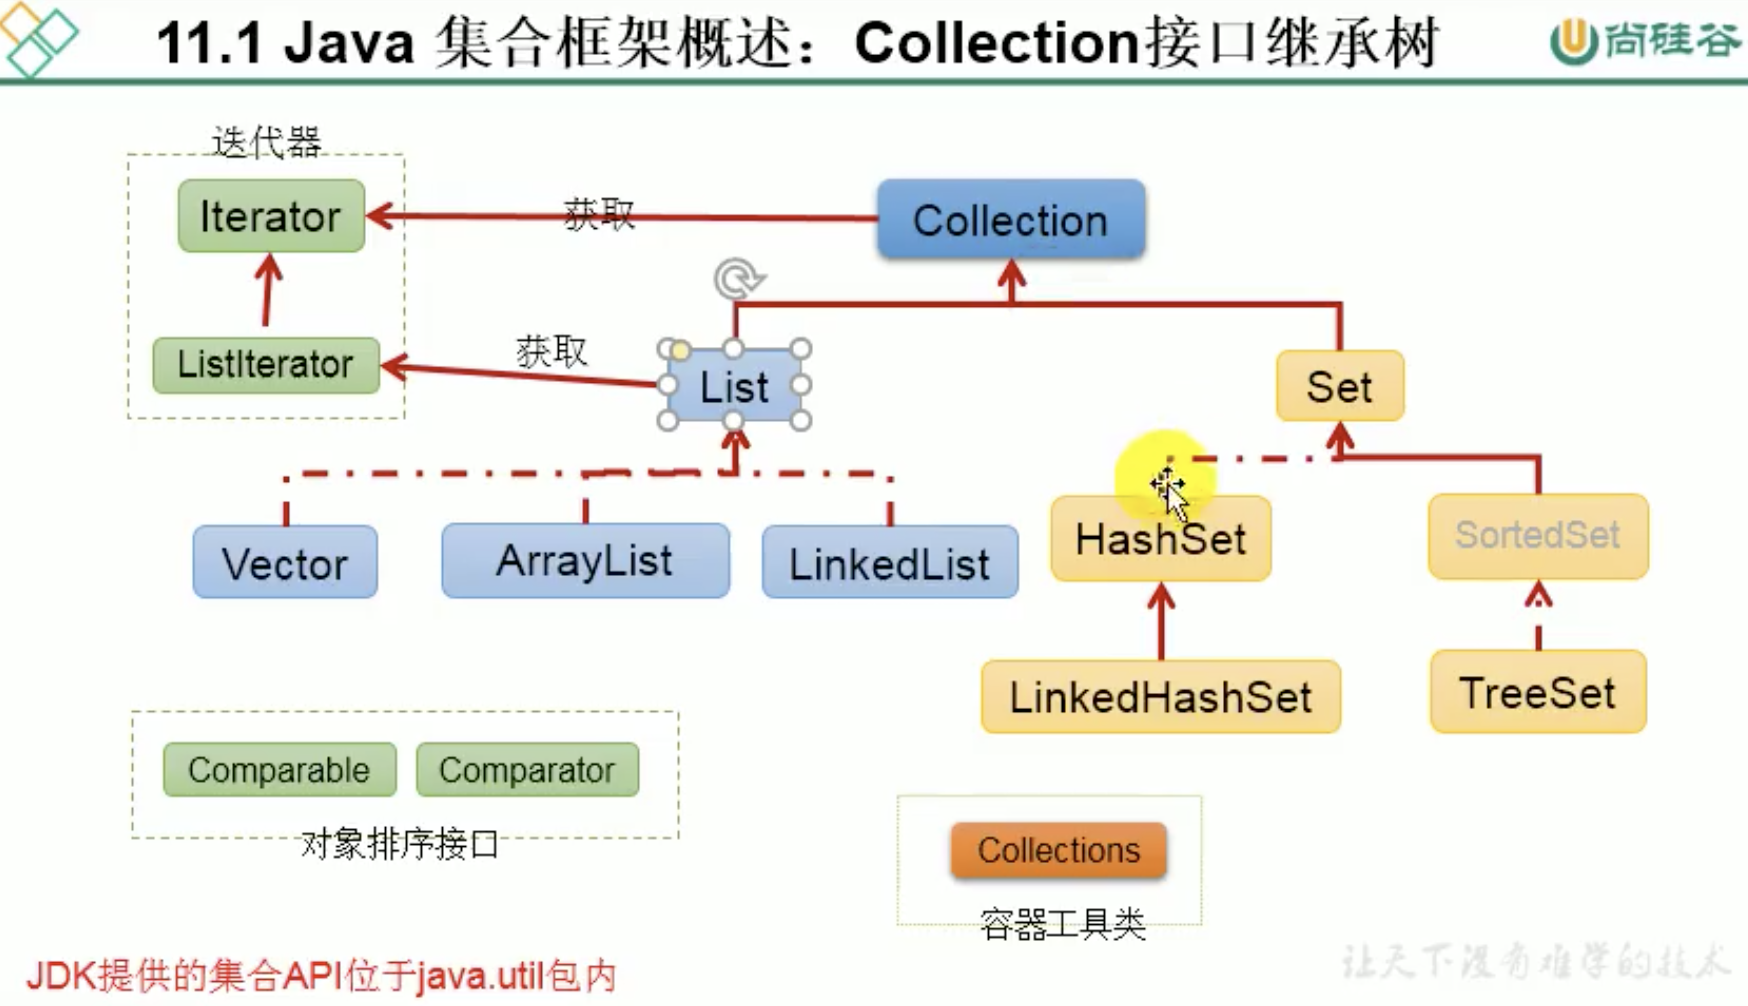 11.1 Java 集合框架概述：Collection接口继承树
尚硅谷
迭代器
Iterator
获取
Collection
ListIterator
获取
List
Set
Vector
ArrayList
LinkedList
HashSet
SortedSet
LinkedHashSet
TreeSet
Comparable
Comparator
对象排序接口
Collections
容器工具类
JDK提供的集合API位于java.util包内
让天下没有难学的技术